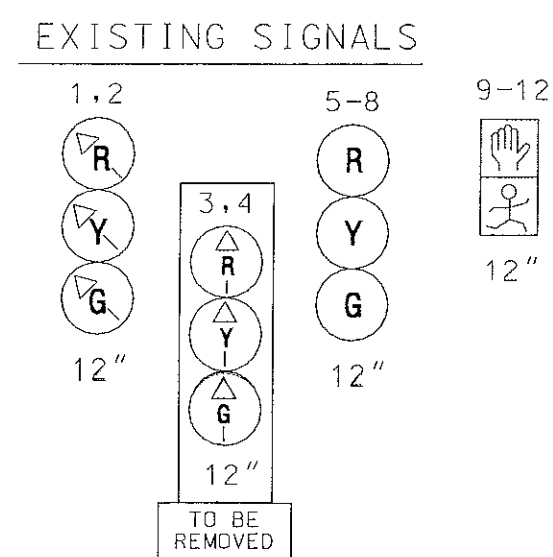 EXISTING SIGNALS
1,2
R
Y
G
12"
3,4
R
Y
G
12"
TO BE
REMOVED
5-8
R
Y
G
12"
9-12
12"